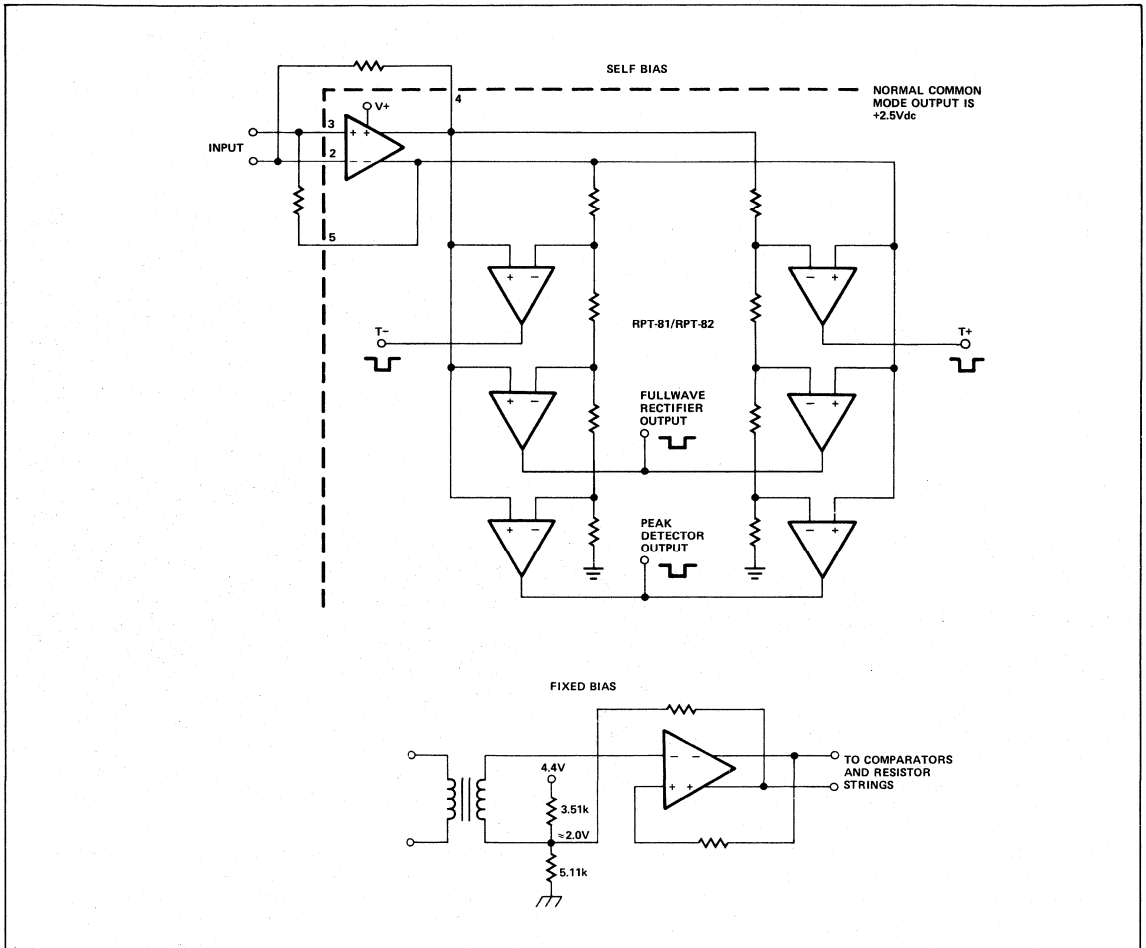 SELF BIAS
NORMAL COMMON
MODE OUTPUT IS
+2.5Vdc
4
V+
3
+ +
INPUT
2
− −
5
+ −
− +
RPT-81/RPT-82
T−
T+
+ −
− +
FULLWAVE
RECTIFIER
OUTPUT
+ −
− +
PEAK
DETECTOR
OUTPUT
FIXED BIAS
− −
TO COMPARATORS
AND RESISTOR
STRINGS
4.4V
+ +
3.51k
≈2.0V
5.11k